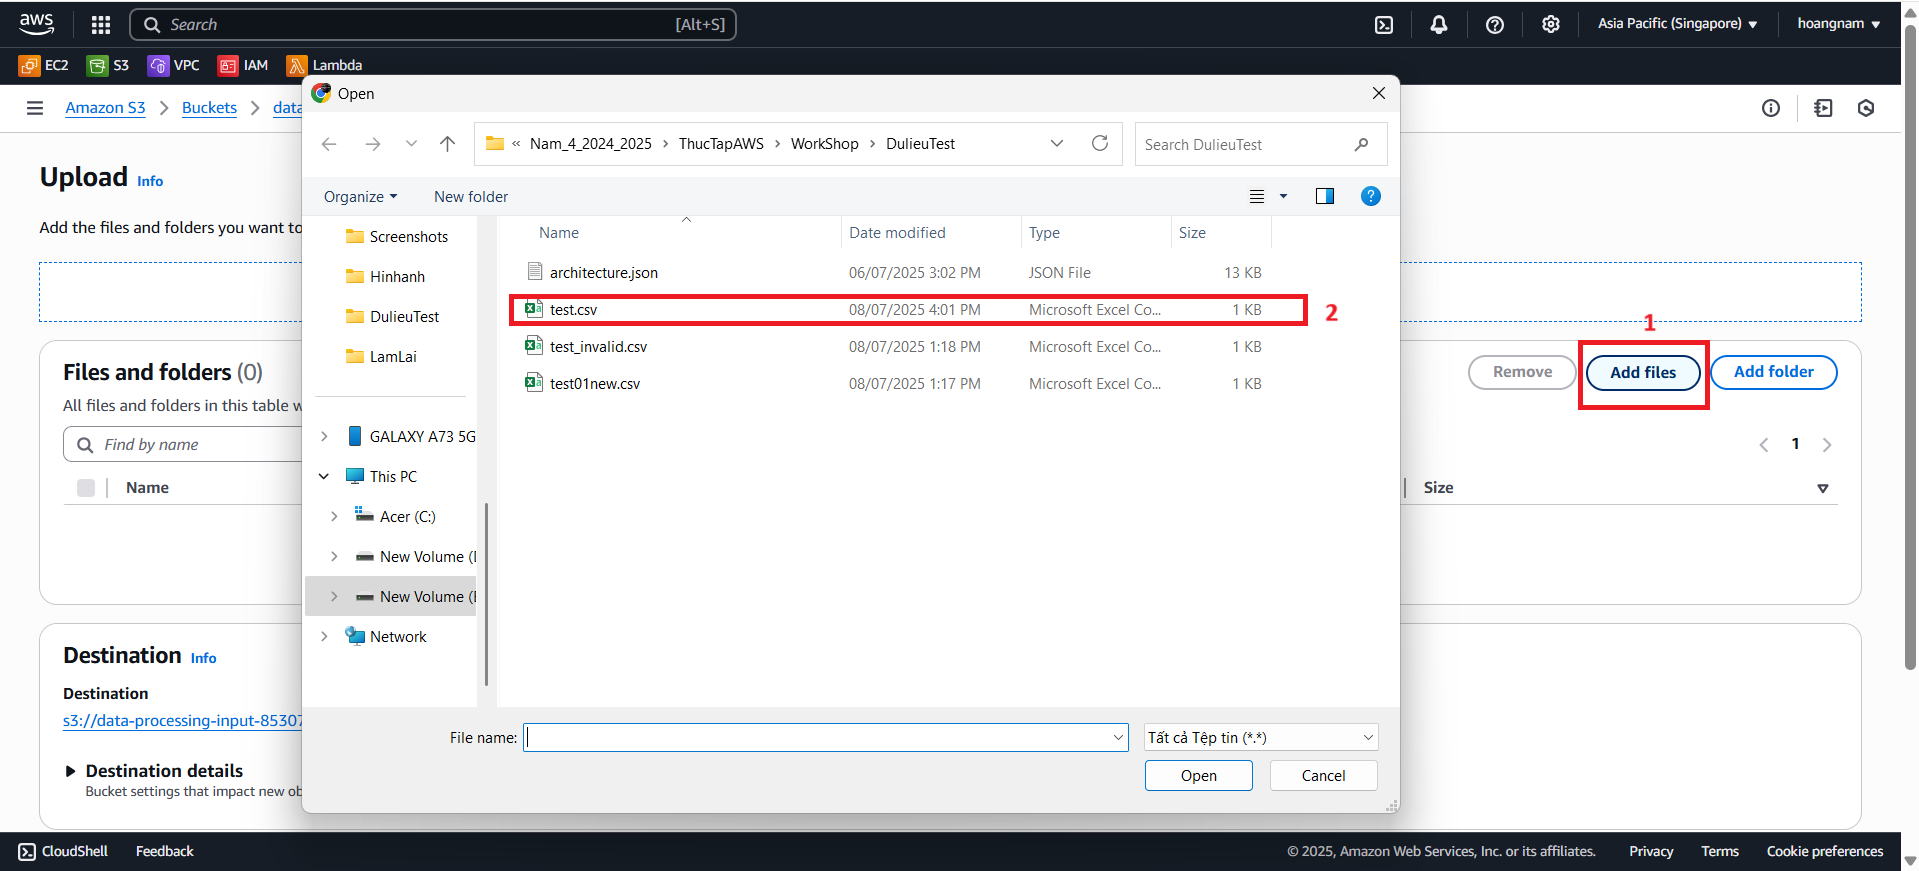 aws
Search [Alt+S]
Asia Pacific (Singapore)
hoangnam
EC2 S3 VPC IAM Lambda
Open
Amazon S3 Buckets data
« Nam_4_2024_2025 > ThucTapAWS > WorkShop > DulieuTest
Search DulieuTest
Upload Info
Organize New folder
Add the files and folders you want to
Screenshots
Hinhanh
DulieuTest
LamLai
GALAXY A73 5G
This PC
Acer (C:)
New Volume (
New Volume (
Network
Name Date modified Type Size
architecture.json 06/07/2025 3:02 PM JSON File 13 KB
test.csv 08/07/2025 4:01 PM Microsoft Excel Co... 1 KB
2
test_invalid.csv 08/07/2025 1:18 PM Microsoft Excel Co... 1 KB
test01new.csv 08/07/2025 1:17 PM Microsoft Excel Co... 1 KB
1
Files and folders (0)
Remove Add files Add folder
All files and folders in this table w
Find by name
1
Name Size
Destination Info
Destination
s3://data-processing-input-85307
Destination details
Bucket settings that impact new ob
File name: Tất cả Tệp tin (*.*)
Open Cancel
CloudShell Feedback
© 2025, Amazon Web Services, Inc. or its affiliates. Privacy Terms Cookie preferences